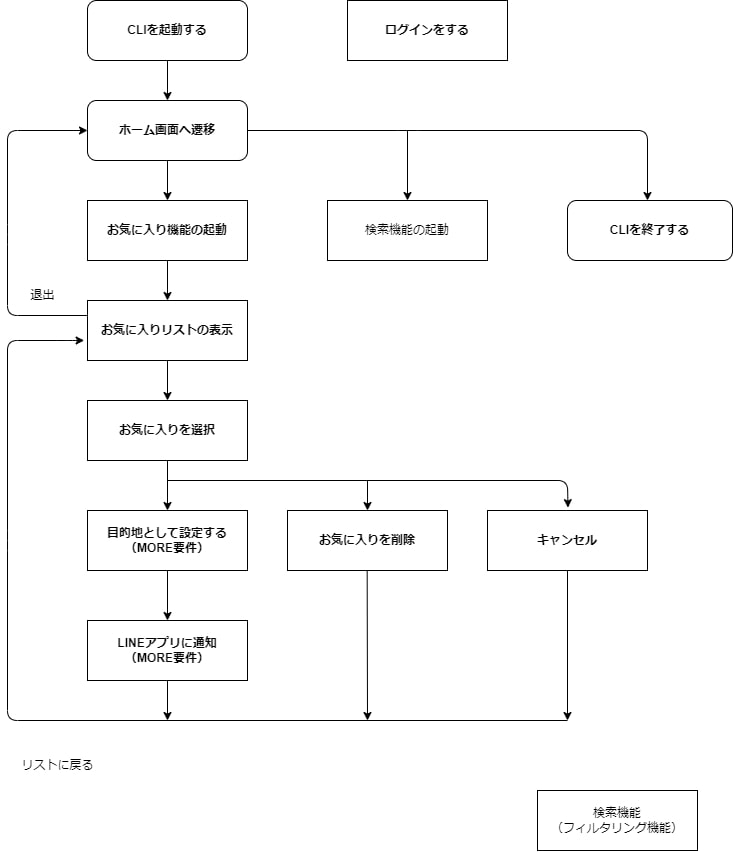 CLIを起動する
ログインをする
ホーム画面へ遷移
お気に入り機能の起動
検索機能の起動
CLIを終了する
退出
お気に入りリストの表示
お気に入りを選択
目的地として設定する
（MORE要件）
お気に入りを削除
キャンセル
LINEアプリに通知
（MORE要件）
リストに戻る
検索機能
（フィルタリング機能）